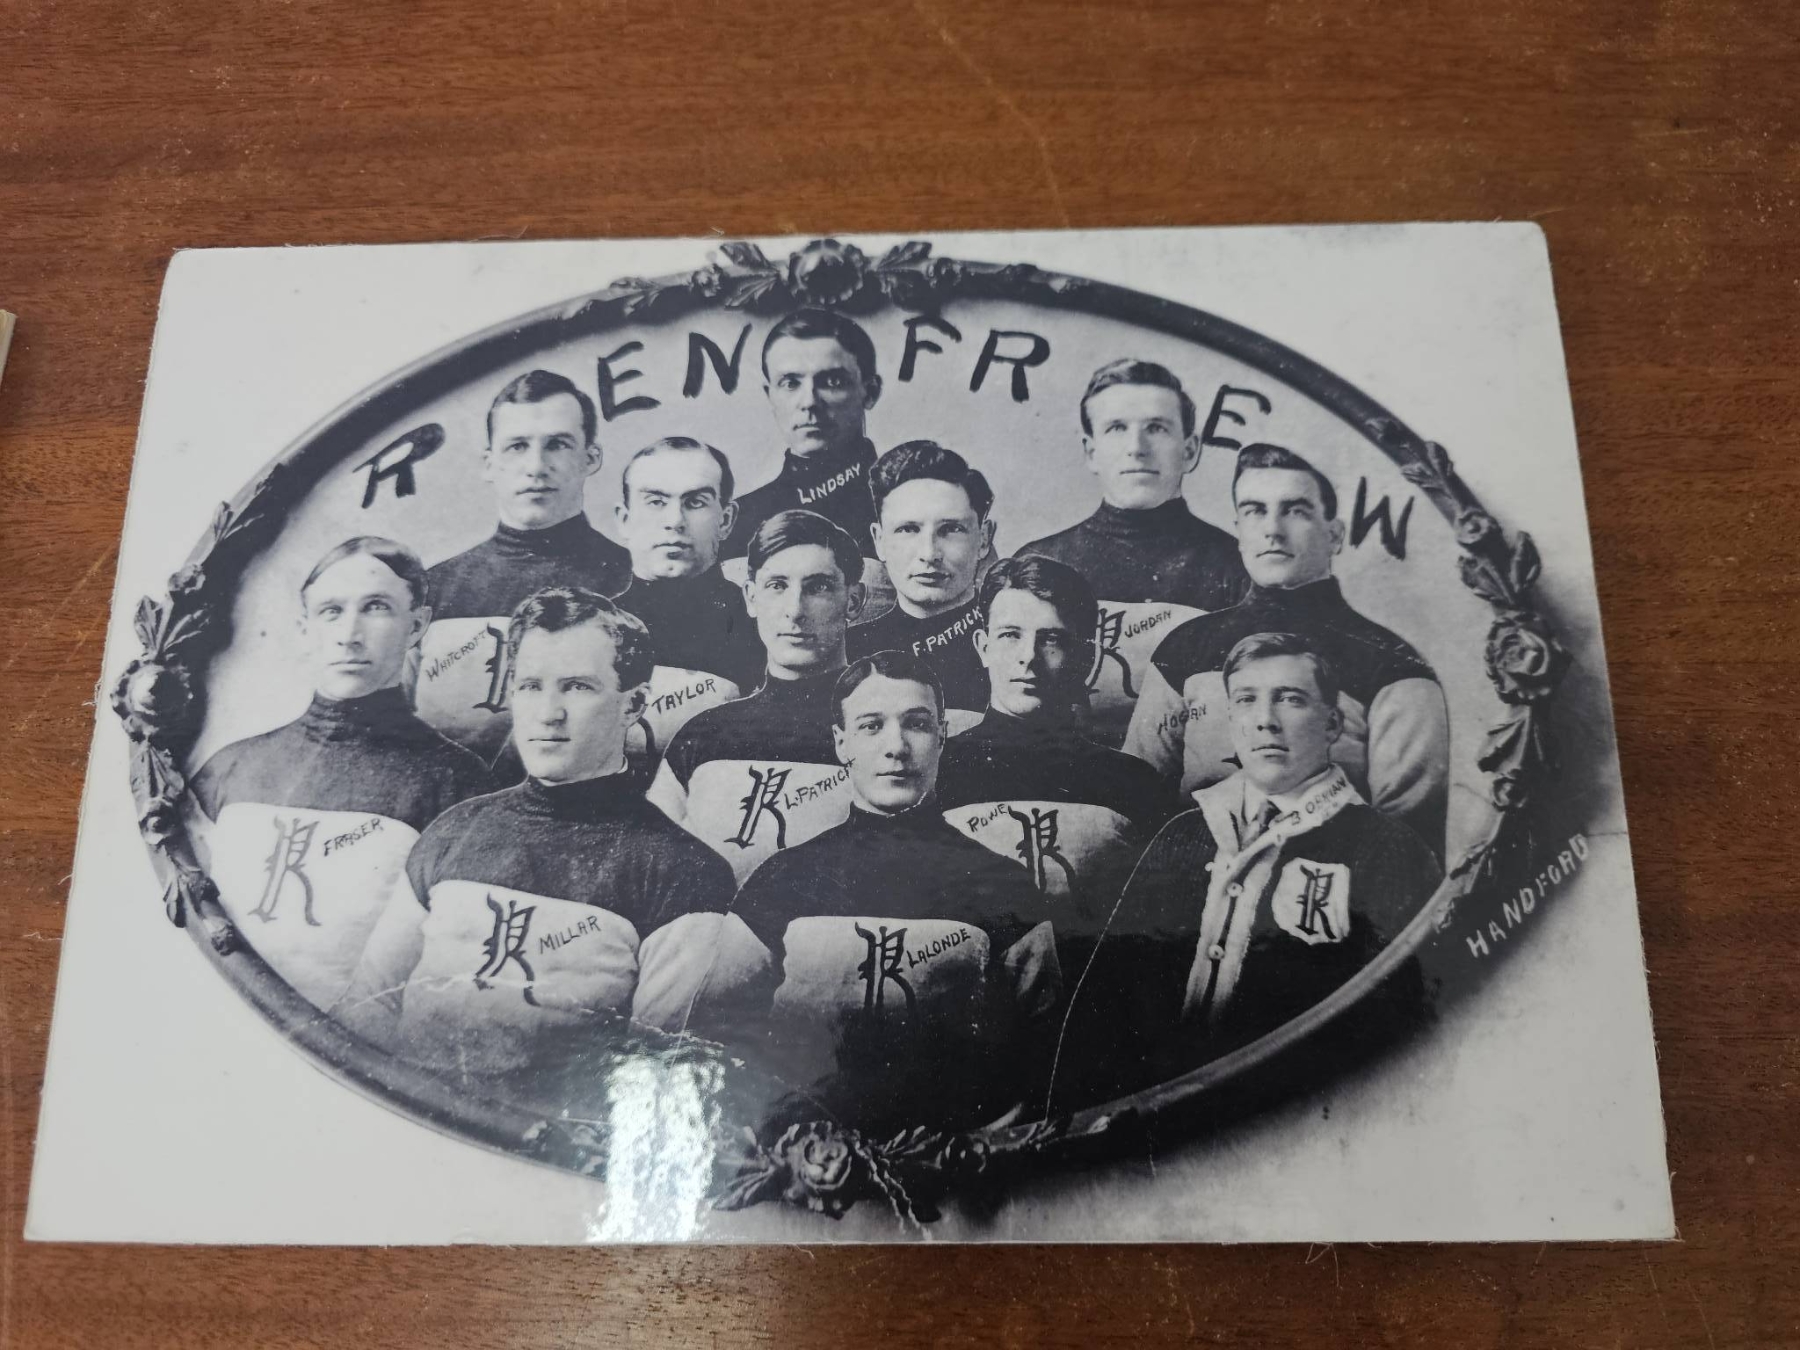 RENFREW
LINDSAY
WHITCROFT
TAYLOR
F. PATRICK
JORDAN
HOGAN
FRASER
L. PATRICK
ROWE
MILLAR
LALONDE
R
R
R
R
R
R
R
R
HANDFORD